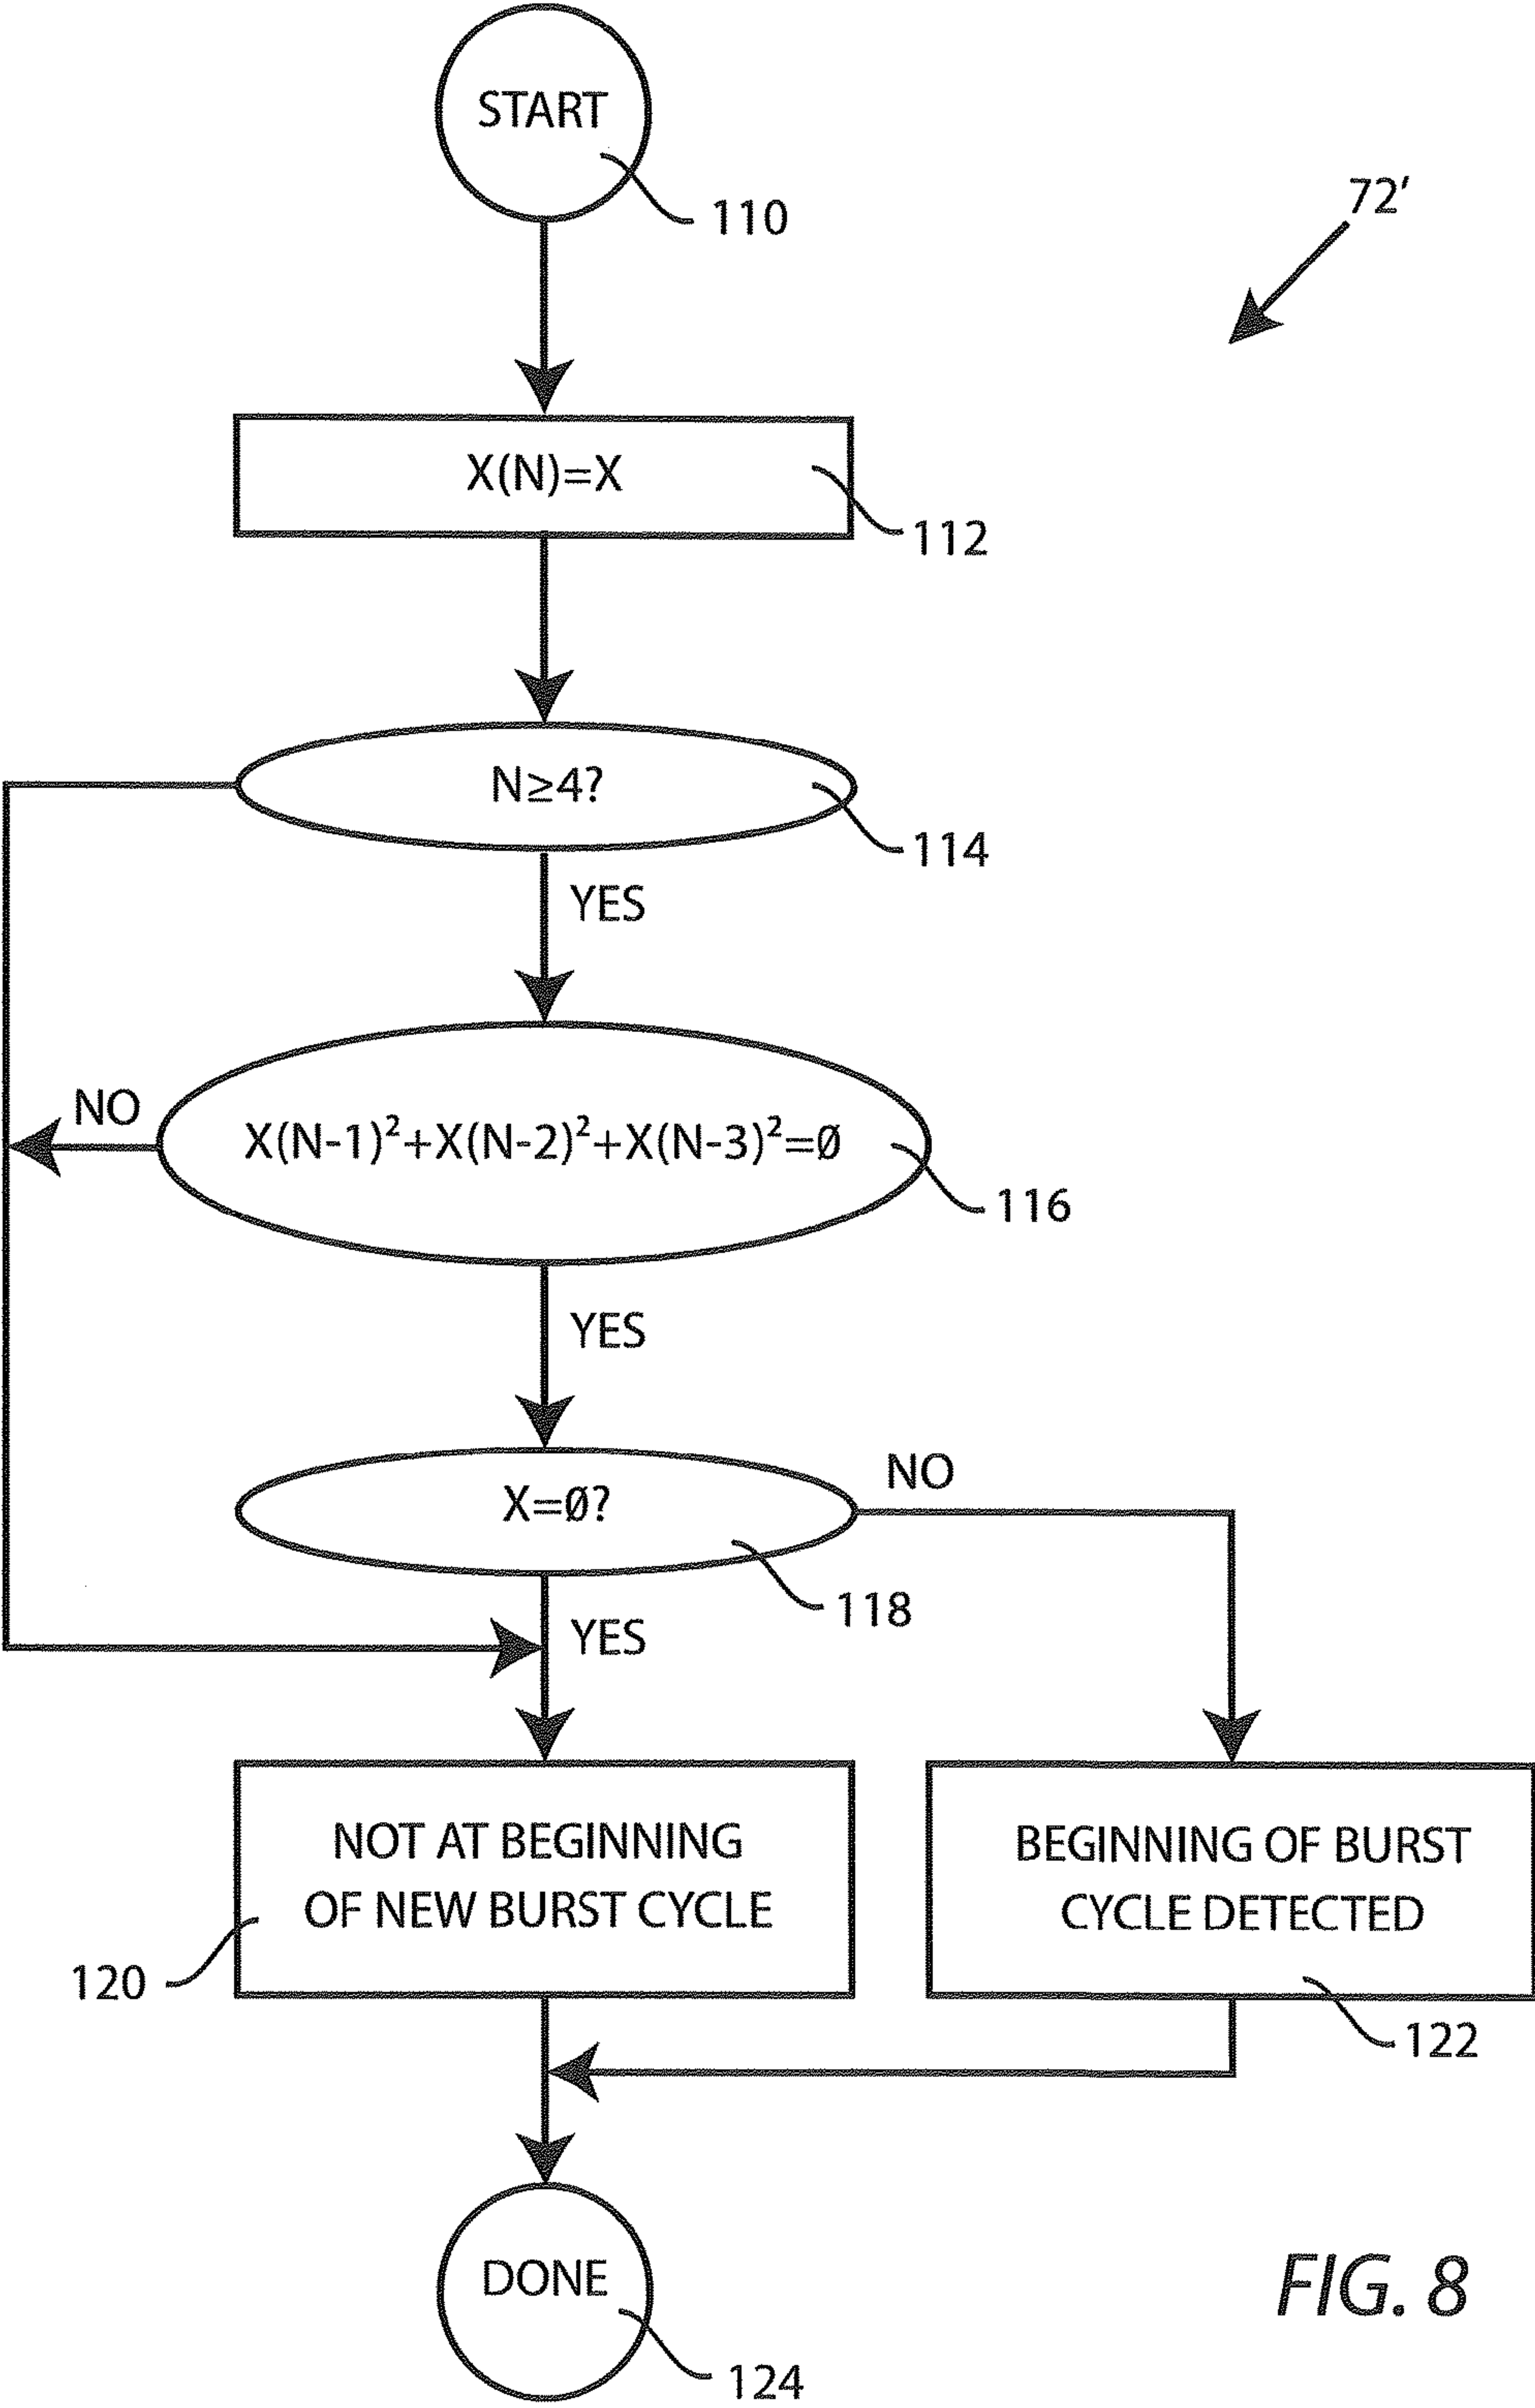 START
110
72'
X(N)=X
112
N≥4?
114
YES
NO
X(N-1)²+X(N-2)²+X(N-3)²=Ø
116
YES
NO
X=Ø?
118
YES
NOT AT BEGINNING
OF NEW BURST CYCLE
120
BEGINNING OF BURST
CYCLE DETECTED
122
DONE
124
FIG. 8